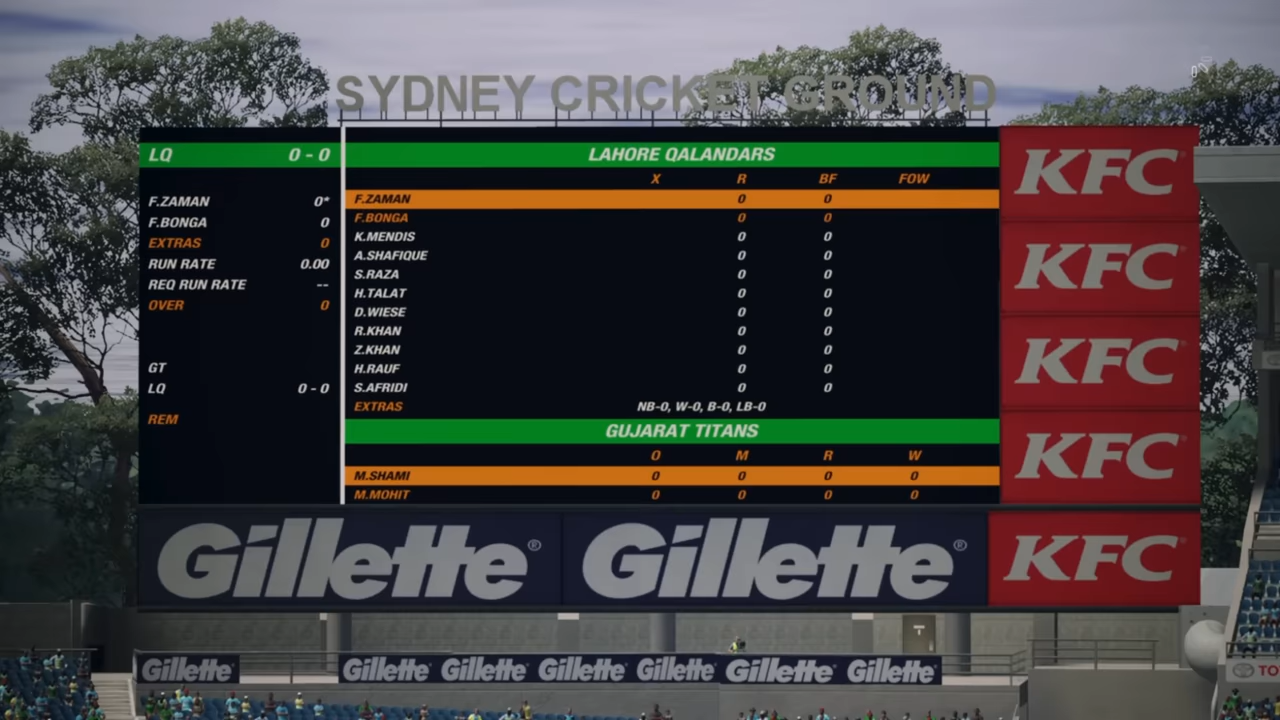 SYDNEY CRICKET GROUND
LQ 0 - 0
F.ZAMAN 0*
F.BONGA 0
EXTRAS 0
RUN RATE 0.00
REQ RUN RATE --
OVER 0
GT
LQ 0 - 0
REM
LAHORE QALANDARS
X R BF FOW
F.ZAMAN 0 0
F.BONGA 0 0
K.MENDIS 0 0
A.SHAFIQUE 0 0
S.RAZA 0 0
H.TALAT 0 0
D.WIESE 0 0
R.KHAN 0 0
Z.KHAN 0 0
H.RAUF 0 0
S.AFRIDI 0 0
EXTRAS NB-0, W-0, B-0, LB-0
GUJARAT TITANS
O M R W
M.SHAMI 0 0 0 0
M.MOHIT 0 0 0 0
KFC
KFC
KFC
KFC
Gillette® Gillette® KFC
Gillette Gillette Gillette Gillette Gillette Gillette Gillette
TO